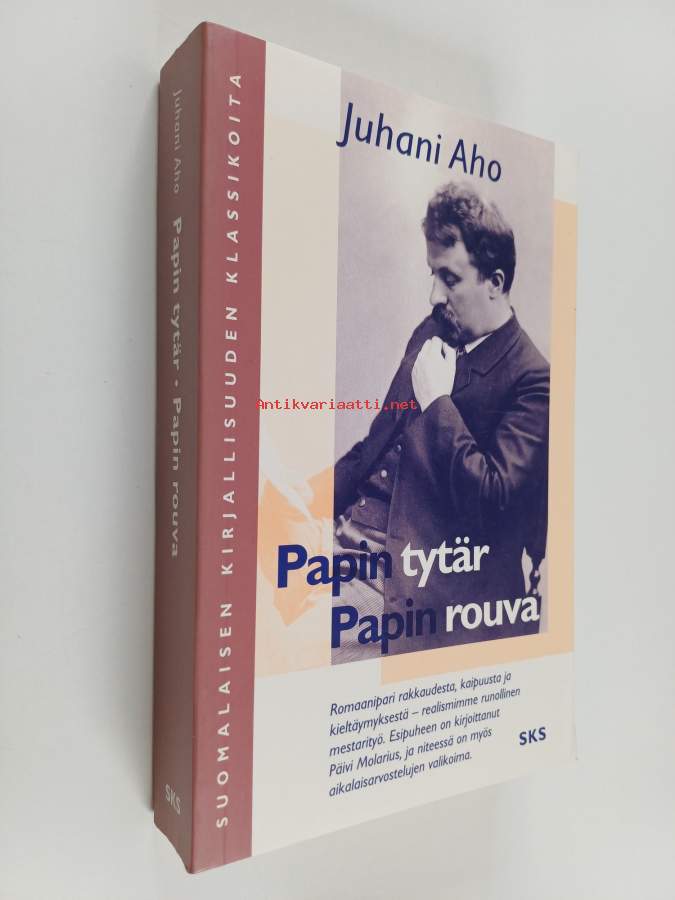 Juhani Aho
Papin tytär • Papin rouva
SKS
SUOMALAISEN KIRJALLISUUDEN KLASSIKOITA
Juhani Aho
Antikvariaatti.net
Papin tytär
Papin rouva
Romaanipari rakkaudesta, kaipuusta ja
kieltäymyksestä – realismimme runollinen
mestarityö. Esipuheen on kirjoittanut
Päivi Molarius, ja niteessä on myös
aikalaisarvostelujen valikoima.
SKS